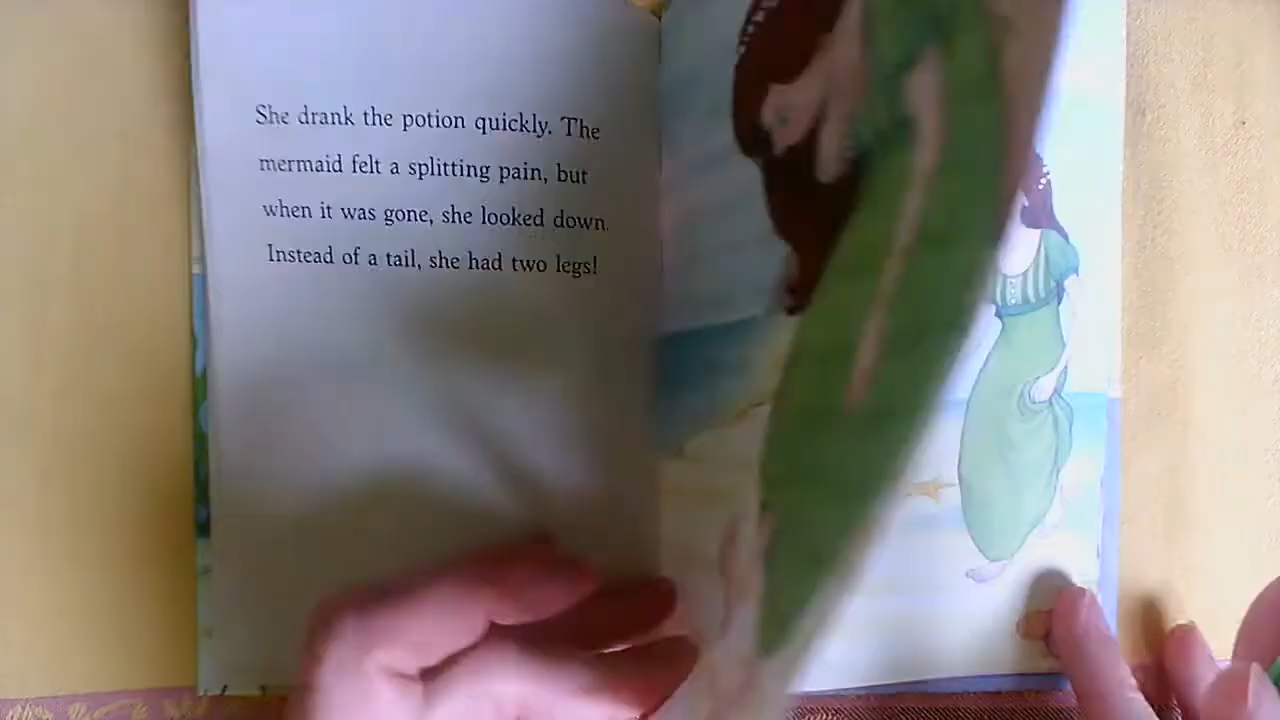 She drank the potion quickly. The
mermaid felt a splitting pain, but
when it was gone, she looked down.
Instead of a tail, she had two legs!